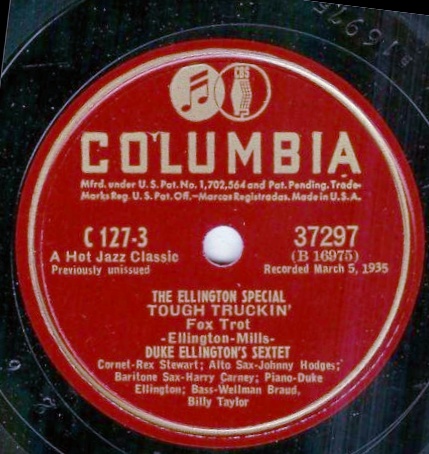 B16975
CBS
COLUMBIA
Mfrd. under U.S. Pat. No. 1,702,564 and Pat. Pending. Trade-
Marks Reg. U.S. Pat. Off.—Marcas Registradas. Made in U.S.A.
C 127-3
37297
A Hot Jazz Classic
(B 16975)
Previously unissued
Recorded March 5, 1935
THE ELLINGTON SPECIAL
TOUGH TRUCKIN'
Fox Trot
-Ellington-Mills-
DUKE ELLINGTON'S SEXTET
Cornet-Rex Stewart; Alto Sax-Johnny Hodges;
Baritone Sax-Harry Carney; Piano-Duke
Ellington; Bass-Wellman Braud,
Billy Taylor